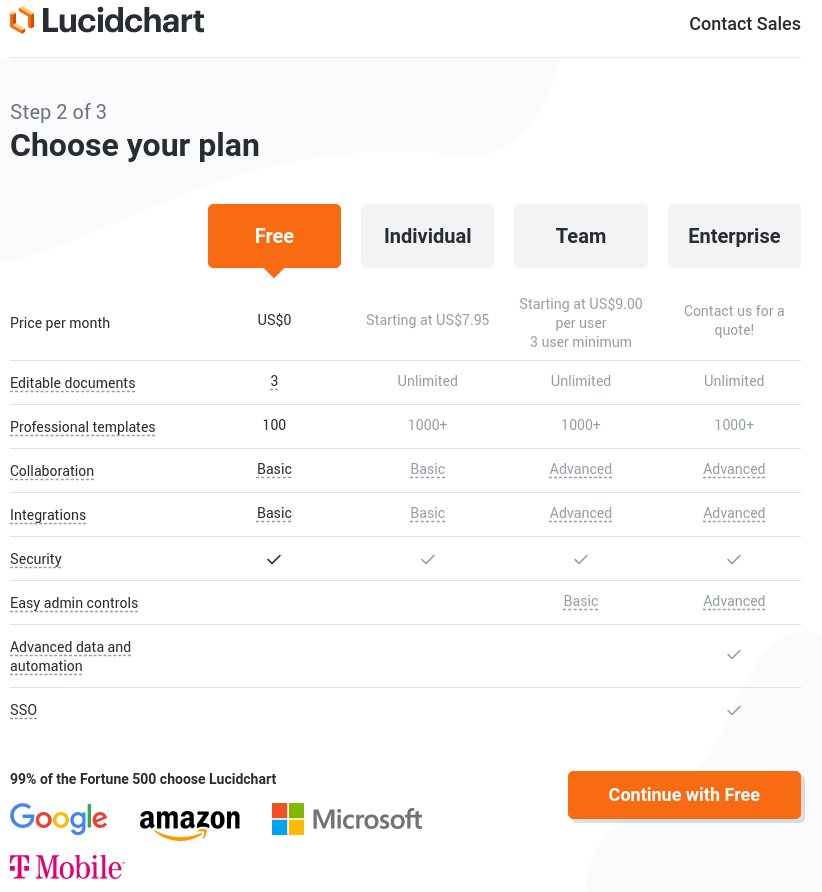 Lucidchart
Contact Sales
Step 2 of 3
Choose your plan
Free Individual Team Enterprise
Price per month US$0 Starting at US$7.95 Starting at US$9.00 per user 3 user minimum Contact us for a quote!
Editable documents 3 Unlimited Unlimited Unlimited
Professional templates 100 1000+ 1000+ 1000+
Collaboration Basic Basic Advanced Advanced
Integrations Basic Basic Advanced Advanced
Security
Easy admin controls Basic Advanced
Advanced data and
automation
SSO
99% of the Fortune 500 choose Lucidchart
Continue with Free
Google amazon Microsoft
T Mobile